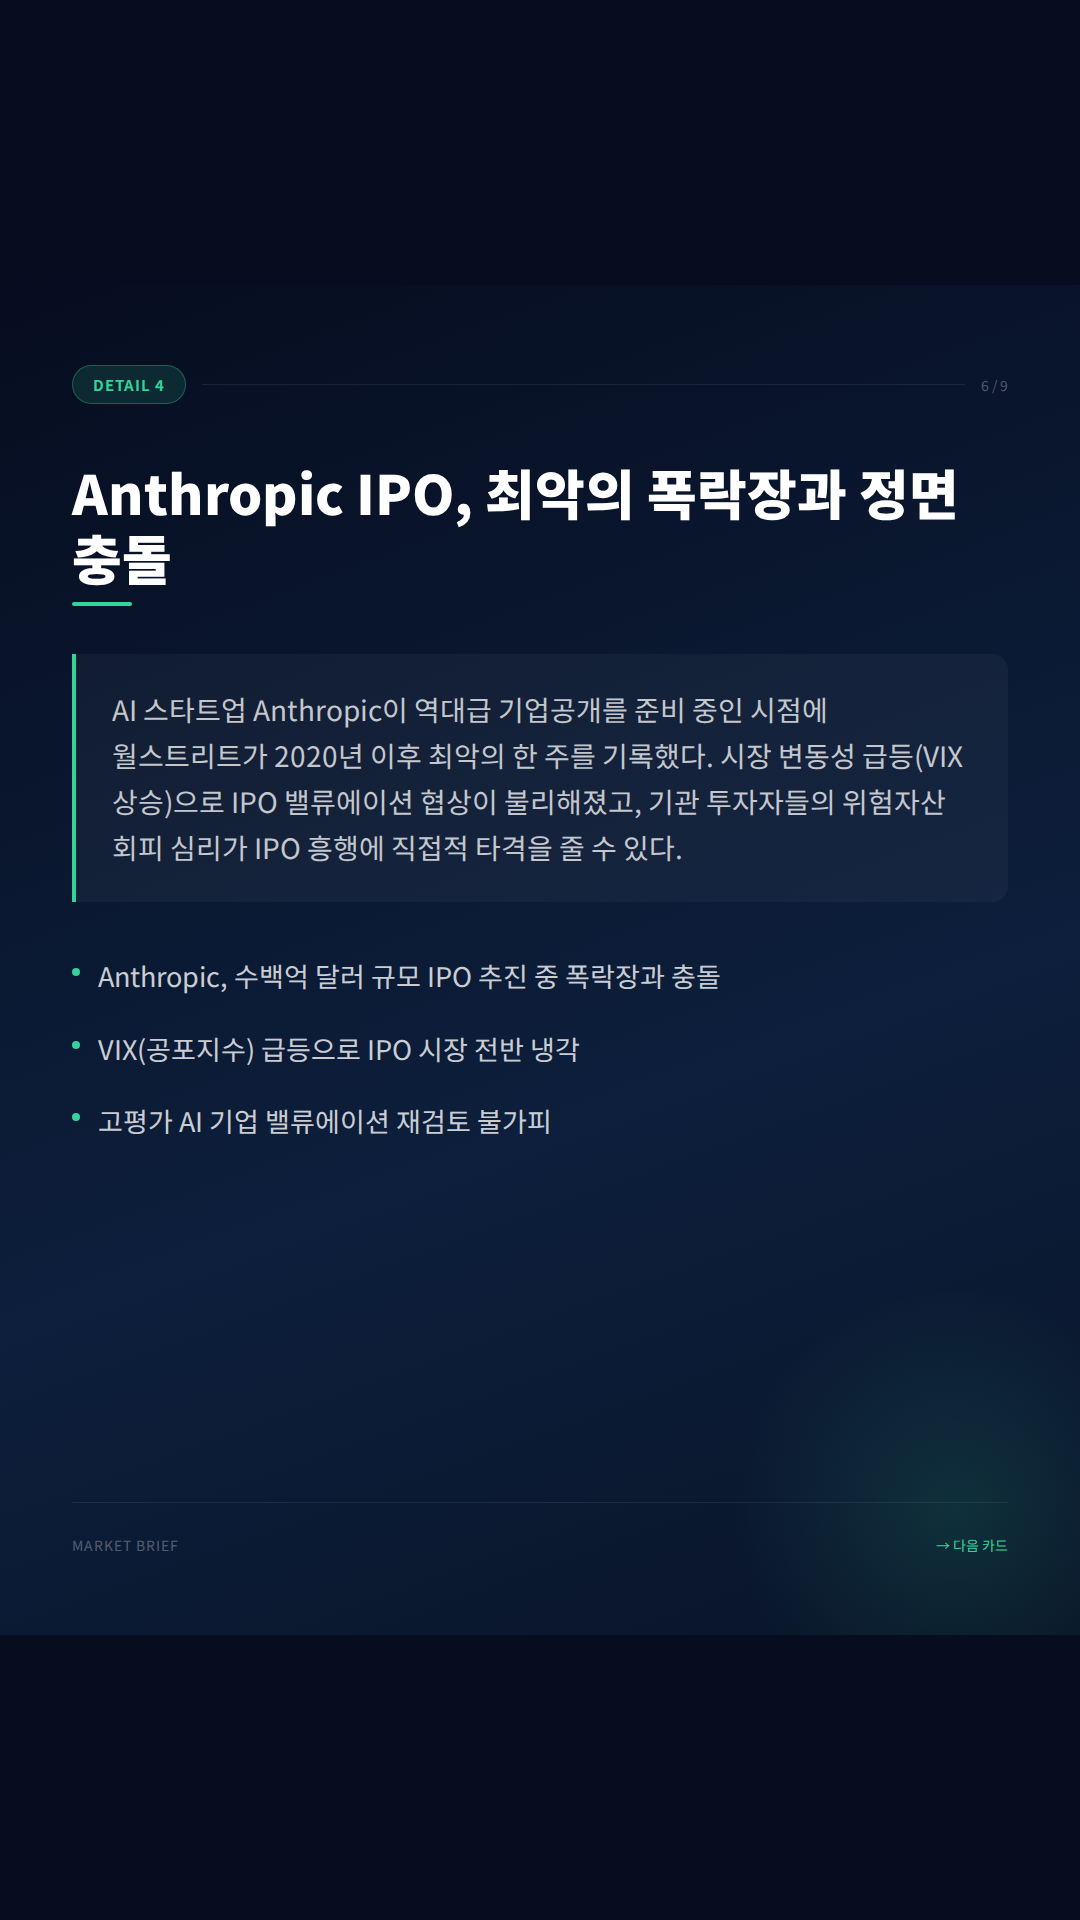 DETAIL 4
6 / 9
Anthropic IPO, 최악의 폭락장과 정면
충돌
AI 스타트업 Anthropic이 역대급 기업공개를 준비 중인 시점에
월스트리트가 2020년 이후 최악의 한 주를 기록했다. 시장 변동성 급등(VIX
상승)으로 IPO 밸류에이션 협상이 불리해졌고, 기관 투자자들의 위험자산
회피 심리가 IPO 흥행에 직접적 타격을 줄 수 있다.
Anthropic, 수백억 달러 규모 IPO 추진 중 폭락장과 충돌
VIX(공포지수) 급등으로 IPO 시장 전반 냉각
고평가 AI 기업 밸류에이션 재검토 불가피
MARKET BRIEF
→ 다음 카드